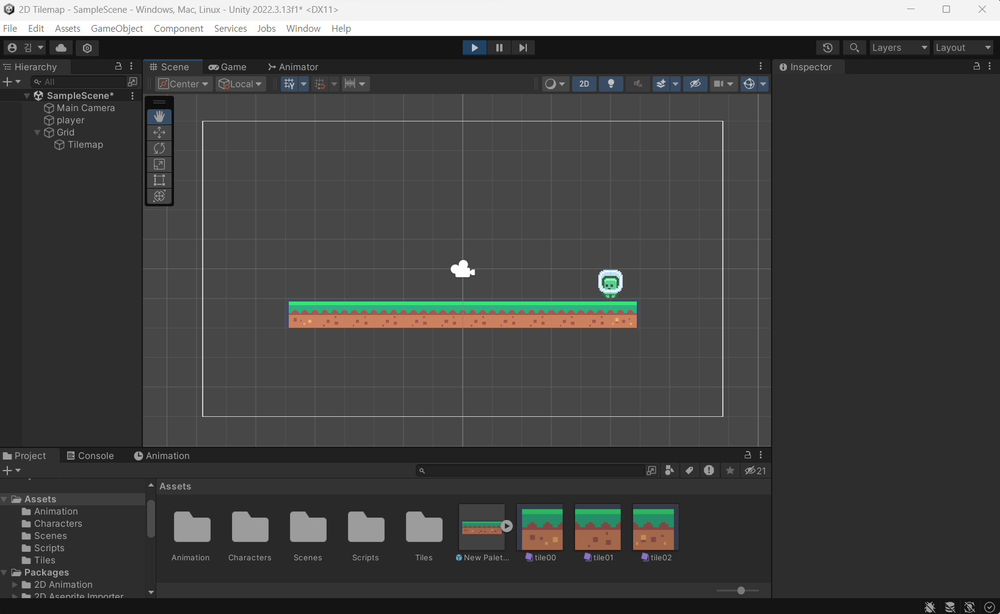 2D Tilemap - SampleScene - Windows, Mac, Linux - Unity 2022.3.13f1* <DX11>
File Edit Assets GameObject Component Services Jobs Window Help
김 Layers Layout
Hierarchy Scene Game Animator Inspector
All Center Local 2D
SampleScene*
Main Camera
player
Grid
Tilemap
Project Console Animation
21
Assets
Assets
Animation
Characters
Scenes
Scripts
Tiles
Packages
2D Animation
2D Aseprite Importer
Animation Characters Scenes Scripts Tiles New Palet... tile00 tile01 tile02